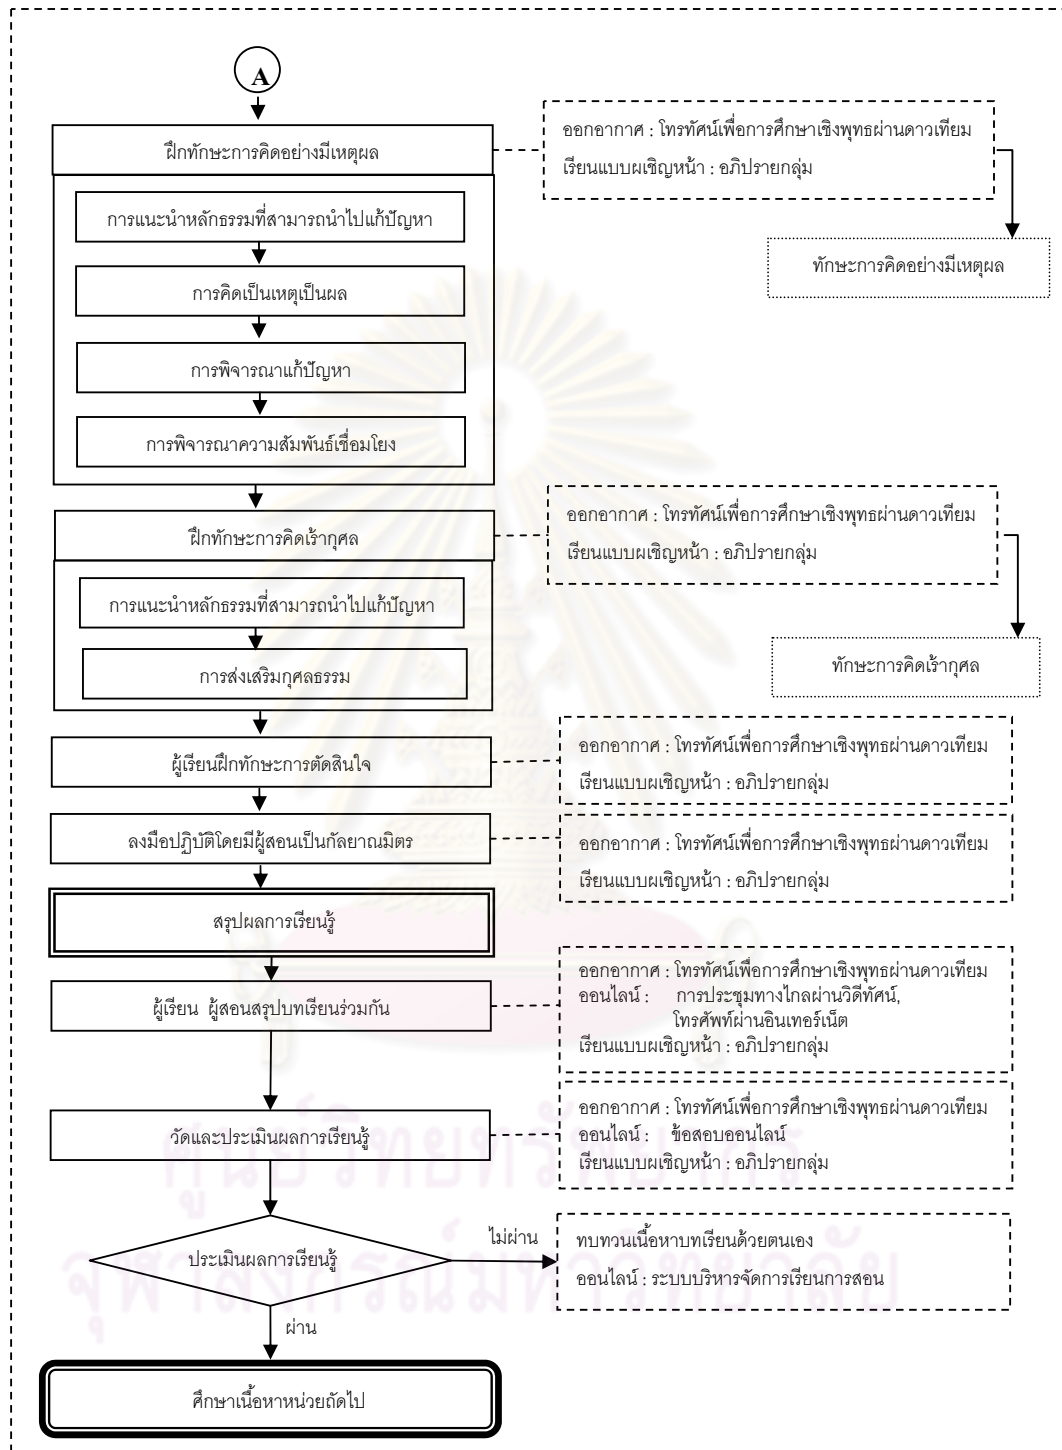 A
ฝึกทักษะการคิดอย่างมีเหตุผล
ออกอากาศ : โทรทัศน์เพื่อการศึกษาเชิงพุทธผ่านดาวเทียม
เรียนแบบเผชิญหน้า : อภิปรายกลุ่ม
ทักษะการคิดอย่างมีเหตุผล
การแนะนำหลักธรรมที่สามารถนำไปแก้ปัญหา
การคิดเป็นเหตุเป็นผล
การพิจารณาแก้ปัญหา
การพิจารณาความสัมพันธ์เชื่อมโยง
ฝึกทักษะการคิดเร้ากุศล
ออกอากาศ : โทรทัศน์เพื่อการศึกษาเชิงพุทธผ่านดาวเทียม
เรียนแบบเผชิญหน้า : อภิปรายกลุ่ม
ทักษะการคิดเร้ากุศล
การแนะนำหลักธรรมที่สามารถนำไปแก้ปัญหา
การส่งเสริมกุศลธรรม
ผู้เรียนฝึกทักษะการตัดสินใจ
ออกอากาศ : โทรทัศน์เพื่อการศึกษาเชิงพุทธผ่านดาวเทียม
เรียนแบบเผชิญหน้า : อภิปรายกลุ่ม
ลงมือปฏิบัติโดยมีผู้สอนเป็นกัลยาณมิตร
ออกอากาศ : โทรทัศน์เพื่อการศึกษาเชิงพุทธผ่านดาวเทียม
เรียนแบบเผชิญหน้า : อภิปรายกลุ่ม
สรุปผลการเรียนรู้
ผู้เรียน ผู้สอนสรุปบทเรียนร่วมกัน
ออกอากาศ : โทรทัศน์เพื่อการศึกษาเชิงพุทธผ่านดาวเทียม
ออนไลน์ : การประชุมทางไกลผ่านวิดีทัศน์,
โทรศัพท์ผ่านอินเทอร์เน็ต
เรียนแบบเผชิญหน้า : อภิปรายกลุ่ม
วัดและประเมินผลการเรียนรู้
ออกอากาศ : โทรทัศน์เพื่อการศึกษาเชิงพุทธผ่านดาวเทียม
ออนไลน์ : ข้อสอบออนไลน์
เรียนแบบเผชิญหน้า : อภิปรายกลุ่ม
ศูนย์วิทยทรัพยากร
ประเมินผลการเรียนรู้
ไม่ผ่าน
ทบทวนเนื้อหาบทเรียนด้วยตนเอง
ออนไลน์ : ระบบบริหารจัดการเรียนการสอน
จุฬาลงกรณ์มหาวิทยาลัย
ผ่าน
ศึกษาเนื้อหาหน่วยถัดไป